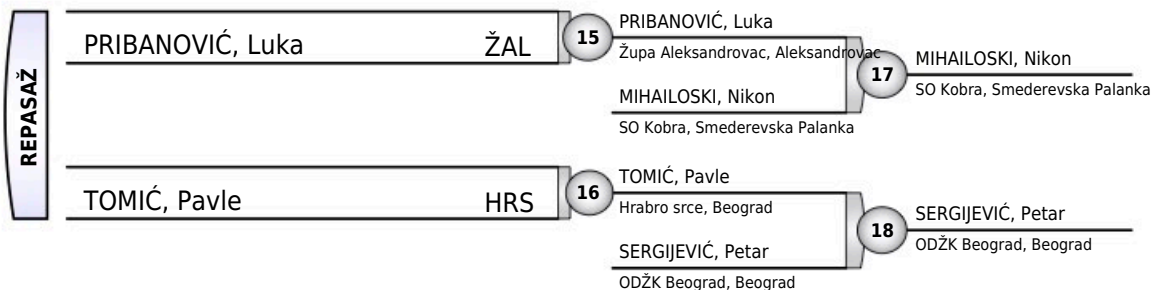 REPASAŽ
PRIBANOVIĆ, Luka ŽAL
15
PRIBANOVIĆ, Luka
Župa Aleksandrovac, Aleksandrovac
MIHAILOSKI, Nikon
SO Kobra, Smederevska Palanka
17
MIHAILOSKI, Nikon
SO Kobra, Smederevska Palanka
TOMIĆ, Pavle HRS
16
TOMIĆ, Pavle
Hrabro srce, Beograd
SERGIJEVIĆ, Petar
ODŽK Beograd, Beograd
18
SERGIJEVIĆ, Petar
ODŽK Beograd, Beograd